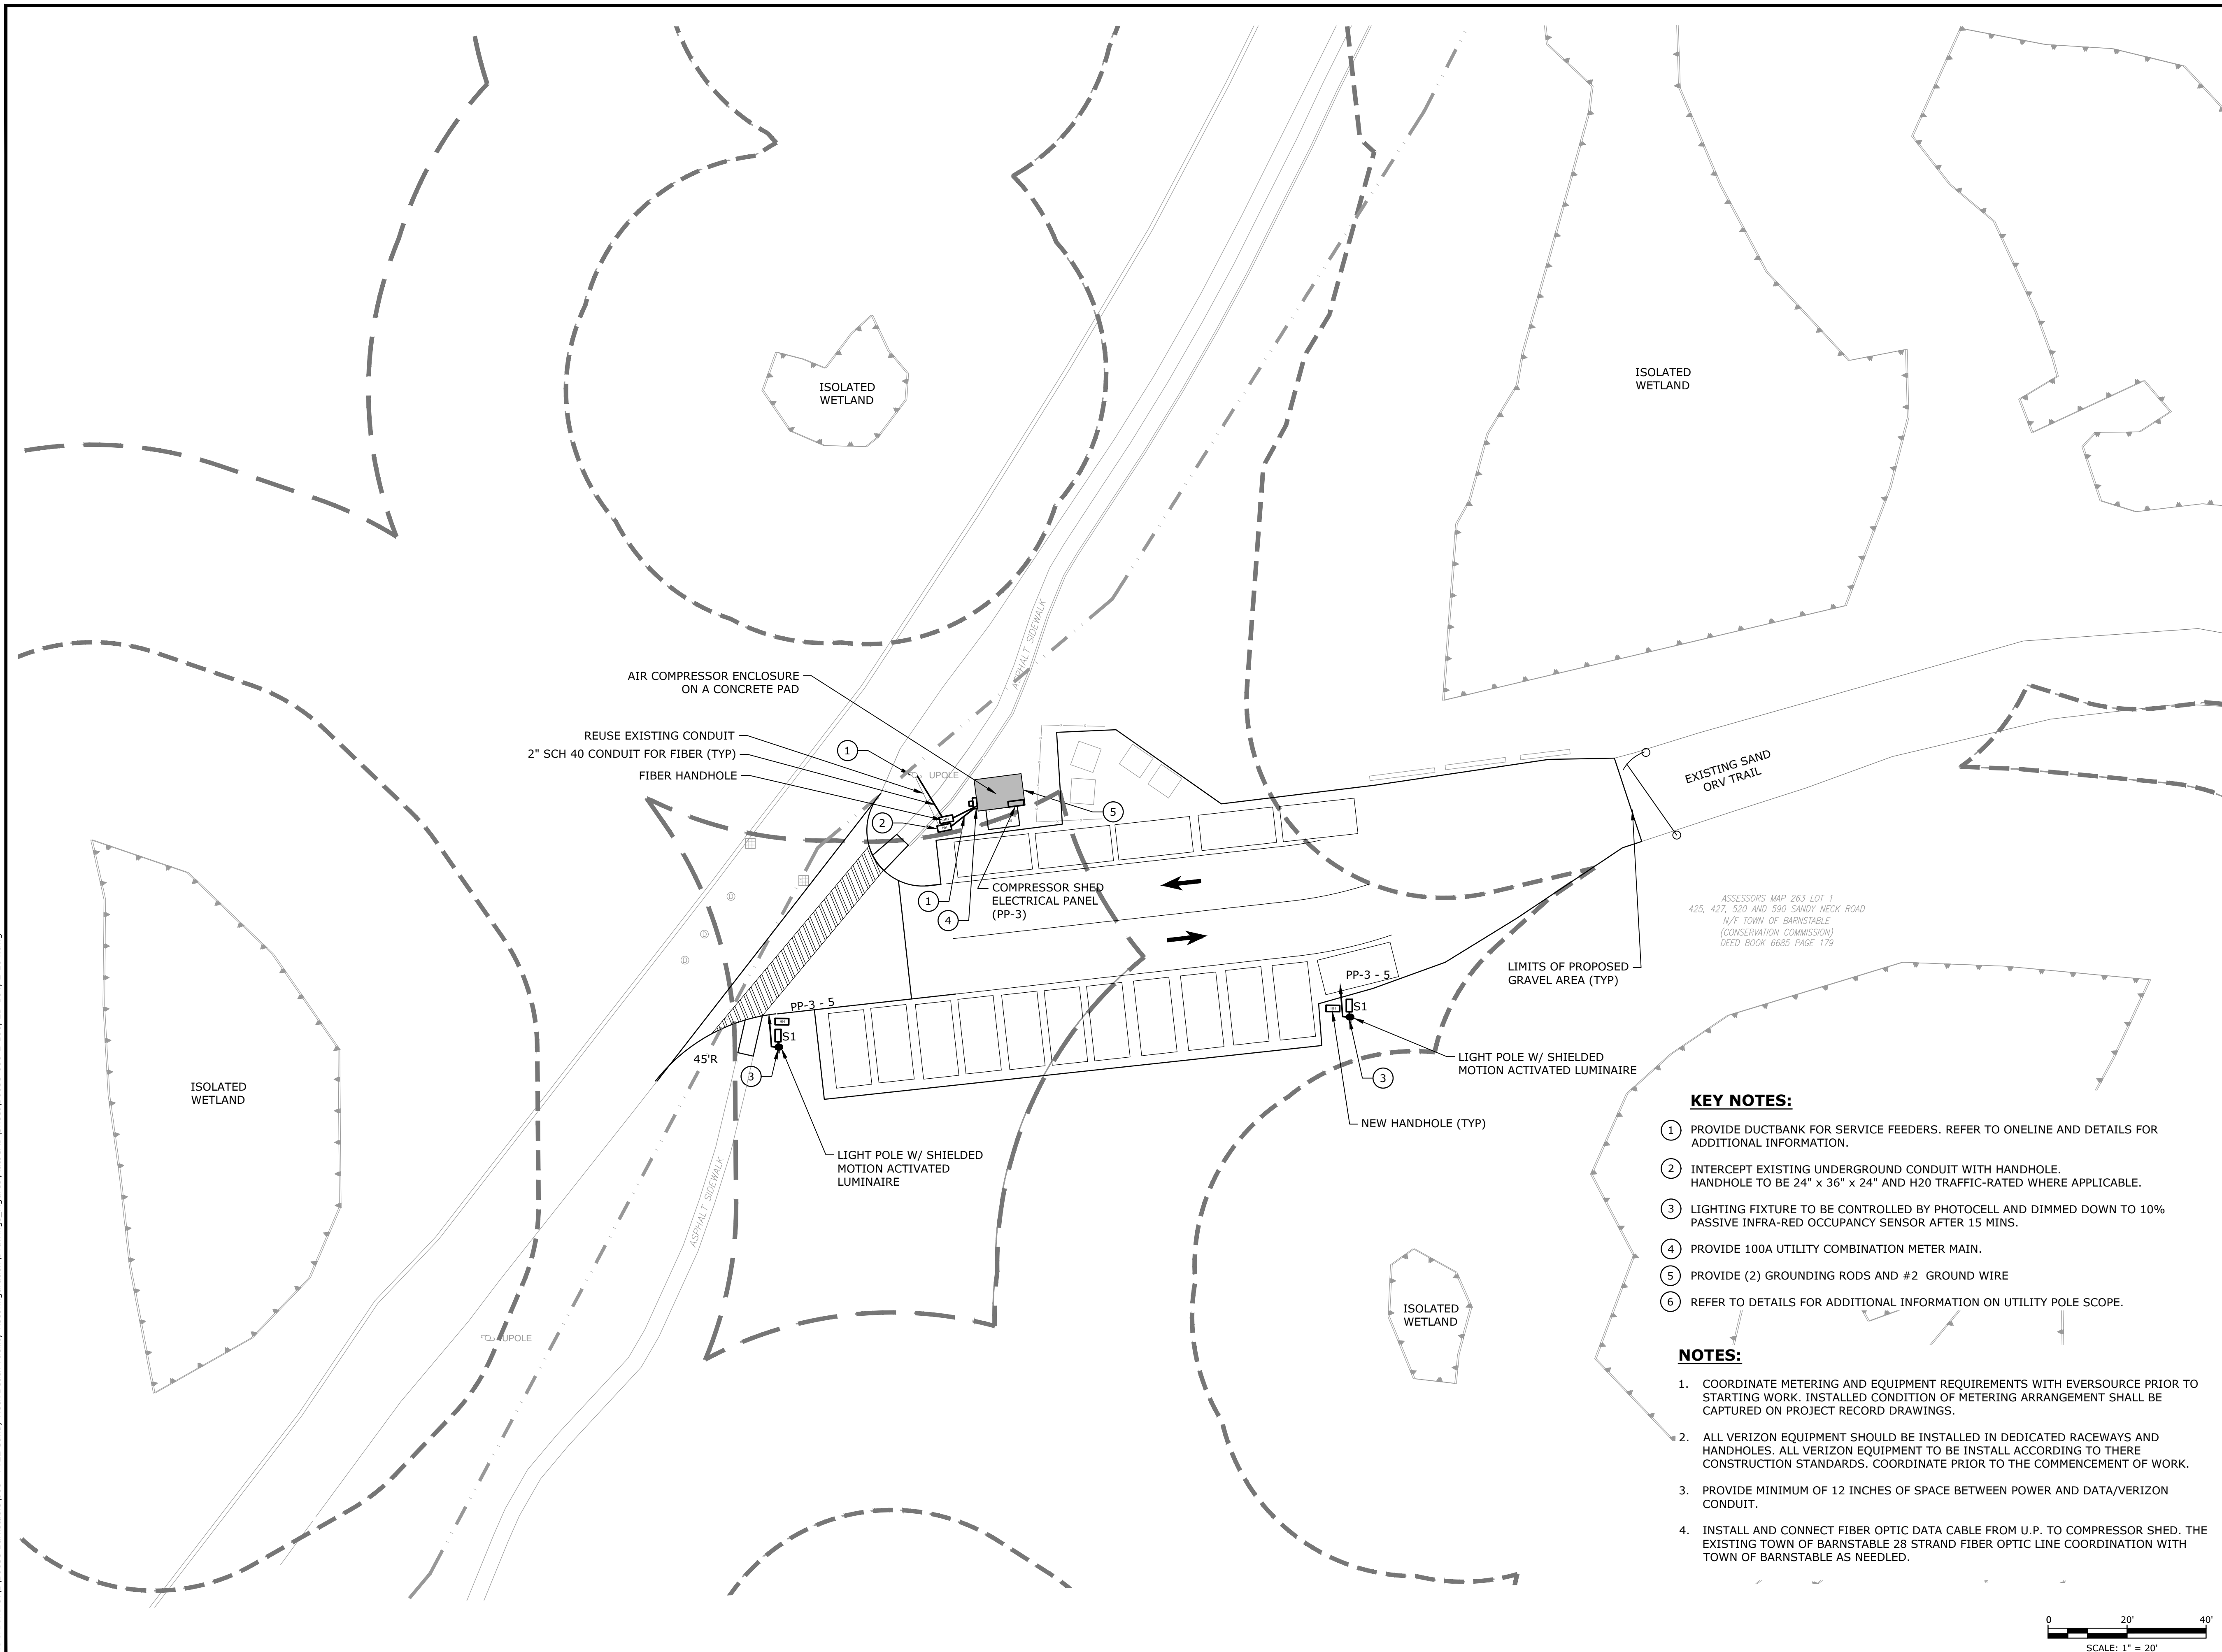 ISOLATED
WETLAND
ISOLATED
WETLAND
ASPHALT SIDEWALK
AIR COMPRESSOR ENCLOSURE
ON A CONCRETE PAD
REUSE EXISTING CONDUIT
2" SCH 40 CONDUIT FOR FIBER (TYP)
FIBER HANDHOLE
1
UPOLE
2
5
EXISTING SAND
ORV TRAIL
COMPRESSOR SHED
ELECTRICAL PANEL
(PP-3)
1
4
ASSESSORS MAP 263 LOT 1
425, 427, 520 AND 590 SANDY NECK ROAD
N/F TOWN OF BARNSTABLE
(CONSERVATION COMMISSION)
DEED BOOK 6685 PAGE 179
LIMITS OF PROPOSED
GRAVEL AREA (TYP)
PP-3 - 5
S1
PP-3 - 5
S1
45'R
3
3
LIGHT POLE W/ SHIELDED
MOTION ACTIVATED LUMINAIRE
NEW HANDHOLE (TYP)
LIGHT POLE W/ SHIELDED
MOTION ACTIVATED
LUMINAIRE
ASPHALT SIDEWALK
ISOLATED
WETLAND
UPOLE
ISOLATED
WETLAND
KEY NOTES:
1 PROVIDE DUCTBANK FOR SERVICE FEEDERS. REFER TO ONELINE AND DETAILS FOR
ADDITIONAL INFORMATION.
2 INTERCEPT EXISTING UNDERGROUND CONDUIT WITH HANDHOLE.
HANDHOLE TO BE 24" x 36" x 24" AND H20 TRAFFIC-RATED WHERE APPLICABLE.
3 LIGHTING FIXTURE TO BE CONTROLLED BY PHOTOCELL AND DIMMED DOWN TO 10%
PASSIVE INFRA-RED OCCUPANCY SENSOR AFTER 15 MINS.
4 PROVIDE 100A UTILITY COMBINATION METER MAIN.
5 PROVIDE (2) GROUNDING RODS AND #2 GROUND WIRE
6 REFER TO DETAILS FOR ADDITIONAL INFORMATION ON UTILITY POLE SCOPE.
NOTES:
1. COORDINATE METERING AND EQUIPMENT REQUIREMENTS WITH EVERSOURCE PRIOR TO
STARTING WORK. INSTALLED CONDITION OF METERING ARRANGEMENT SHALL BE
CAPTURED ON PROJECT RECORD DRAWINGS.
2. ALL VERIZON EQUIPMENT SHOULD BE INSTALLED IN DEDICATED RACEWAYS AND
HANDHOLES. ALL VERIZON EQUIPMENT TO BE INSTALL ACCORDING TO THERE
CONSTRUCTION STANDARDS. COORDINATE PRIOR TO THE COMMENCEMENT OF WORK.
3. PROVIDE MINIMUM OF 12 INCHES OF SPACE BETWEEN POWER AND DATA/VERIZON
CONDUIT.
4. INSTALL AND CONNECT FIBER OPTIC DATA CABLE FROM U.P. TO COMPRESSOR SHED. THE
EXISTING TOWN OF BARNSTABLE 28 STRAND FIBER OPTIC LINE COORDINATION WITH
TOWN OF BARNSTABLE AS NEEDED.
0 20' 40'
SCALE: 1" = 20'